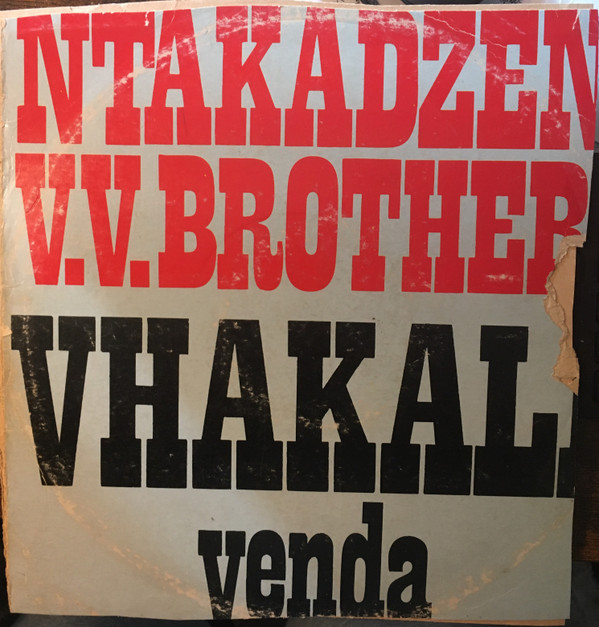 NTAKADZEN
V.V. BROTHER
VHAKAL
venda